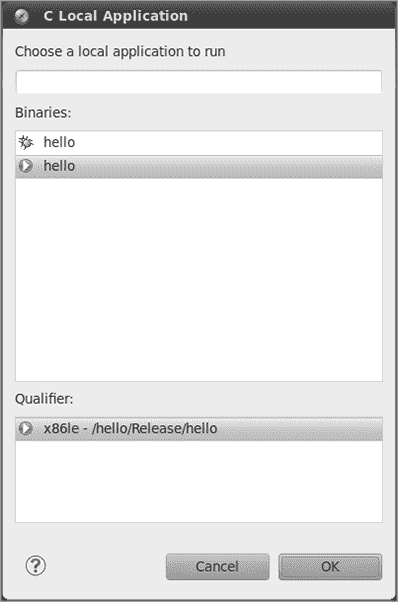 C Local Application
Choose a local application to run
Binaries:
hello
hello
Qualifier:
x86le - /hello/Release/hello
?
Cancel
OK